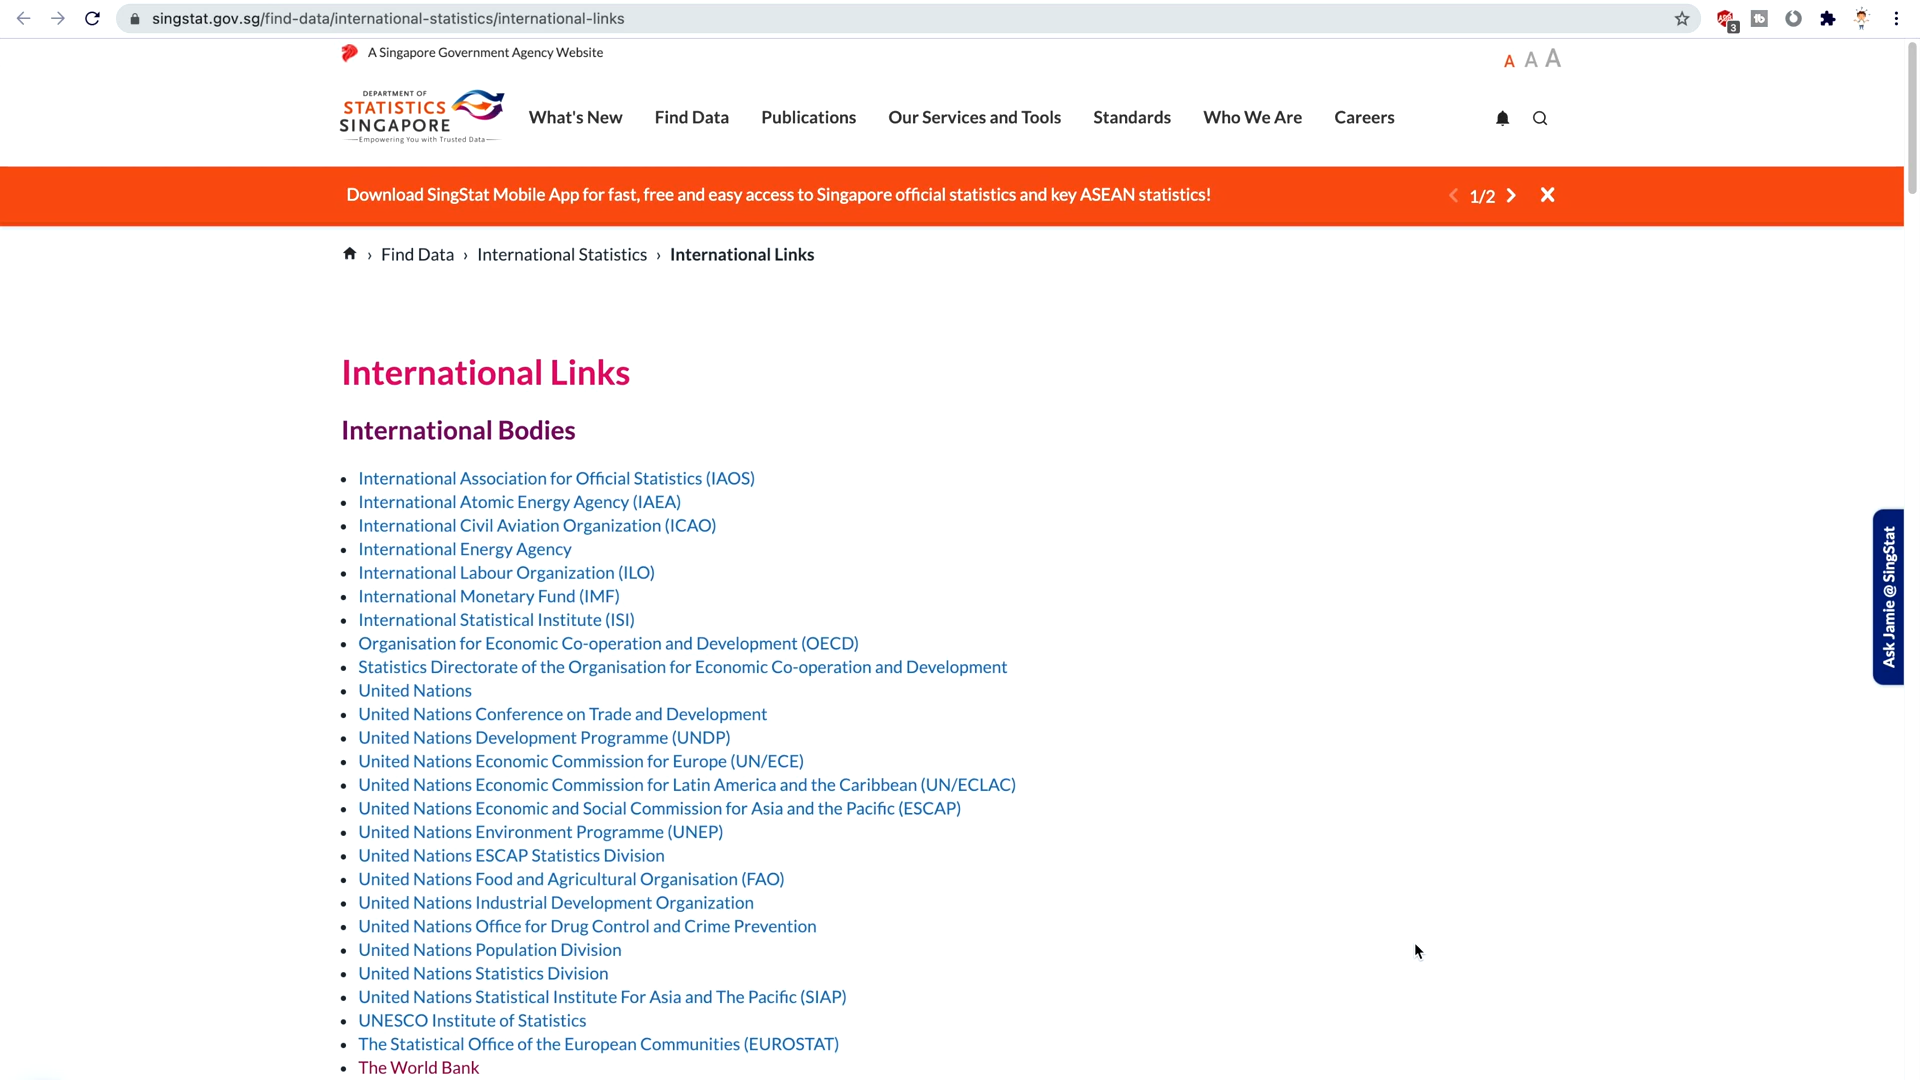 singstat.gov.sg/find-data/international-statistics/international-links
3
A Singapore Government Agency Website
A A A
DEPARTMENT OF
STATISTICS
SINGAPORE
Empowering You with Trusted Data
What's New Find Data Publications Our Services and Tools Standards Who We Are Careers
Download SingStat Mobile App for fast, free and easy access to Singapore official statistics and key ASEAN statistics!
1/2
Find Data › International Statistics › International Links
International Links
International Bodies
International Association for Official Statistics (IAOS)
International Atomic Energy Agency (IAEA)
International Civil Aviation Organization (ICAO)
International Energy Agency
International Labour Organization (ILO)
International Monetary Fund (IMF)
International Statistical Institute (ISI)
Organisation for Economic Co-operation and Development (OECD)
Statistics Directorate of the Organisation for Economic Co-operation and Development
United Nations
United Nations Conference on Trade and Development
United Nations Development Programme (UNDP)
United Nations Economic Commission for Europe (UN/ECE)
United Nations Economic Commission for Latin America and the Caribbean (UN/ECLAC)
United Nations Economic and Social Commission for Asia and the Pacific (ESCAP)
United Nations Environment Programme (UNEP)
United Nations ESCAP Statistics Division
United Nations Food and Agricultural Organisation (FAO)
United Nations Industrial Development Organization
United Nations Office for Drug Control and Crime Prevention
United Nations Population Division
United Nations Statistics Division
United Nations Statistical Institute For Asia and The Pacific (SIAP)
UNESCO Institute of Statistics
The Statistical Office of the European Communities (EUROSTAT)
The World Bank
Ask Jamie @ SingStat